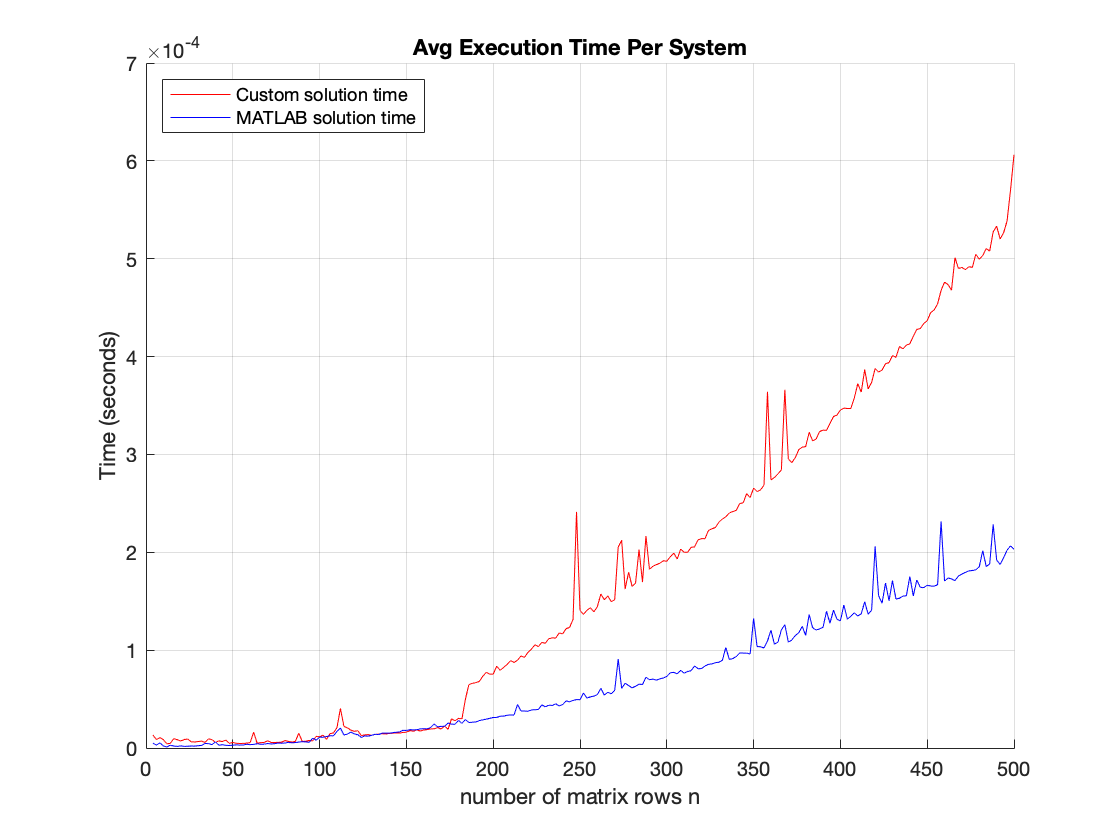 Avg Execution Time Per System
×10⁻⁴
Custom solution time
MATLAB solution time
7
6
5
4
3
2
1
0
Time (seconds)
0 50 100 150 200 250 300 350 400 450 500
number of matrix rows n